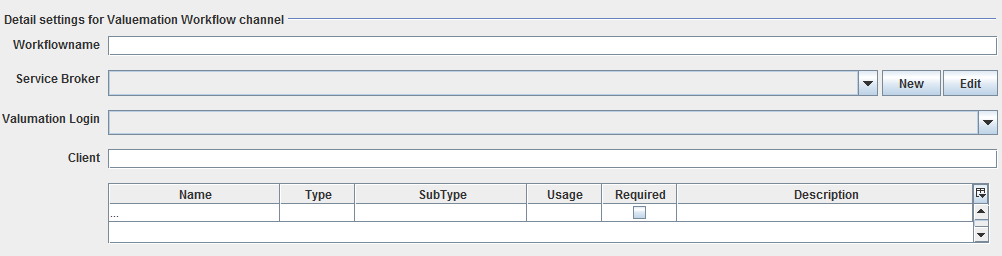 Detail settings for Valuemation Workflow channel
Workflowname
Service Broker New Edit
Valumation Login
Client
Name Type SubType Usage Required Description
...